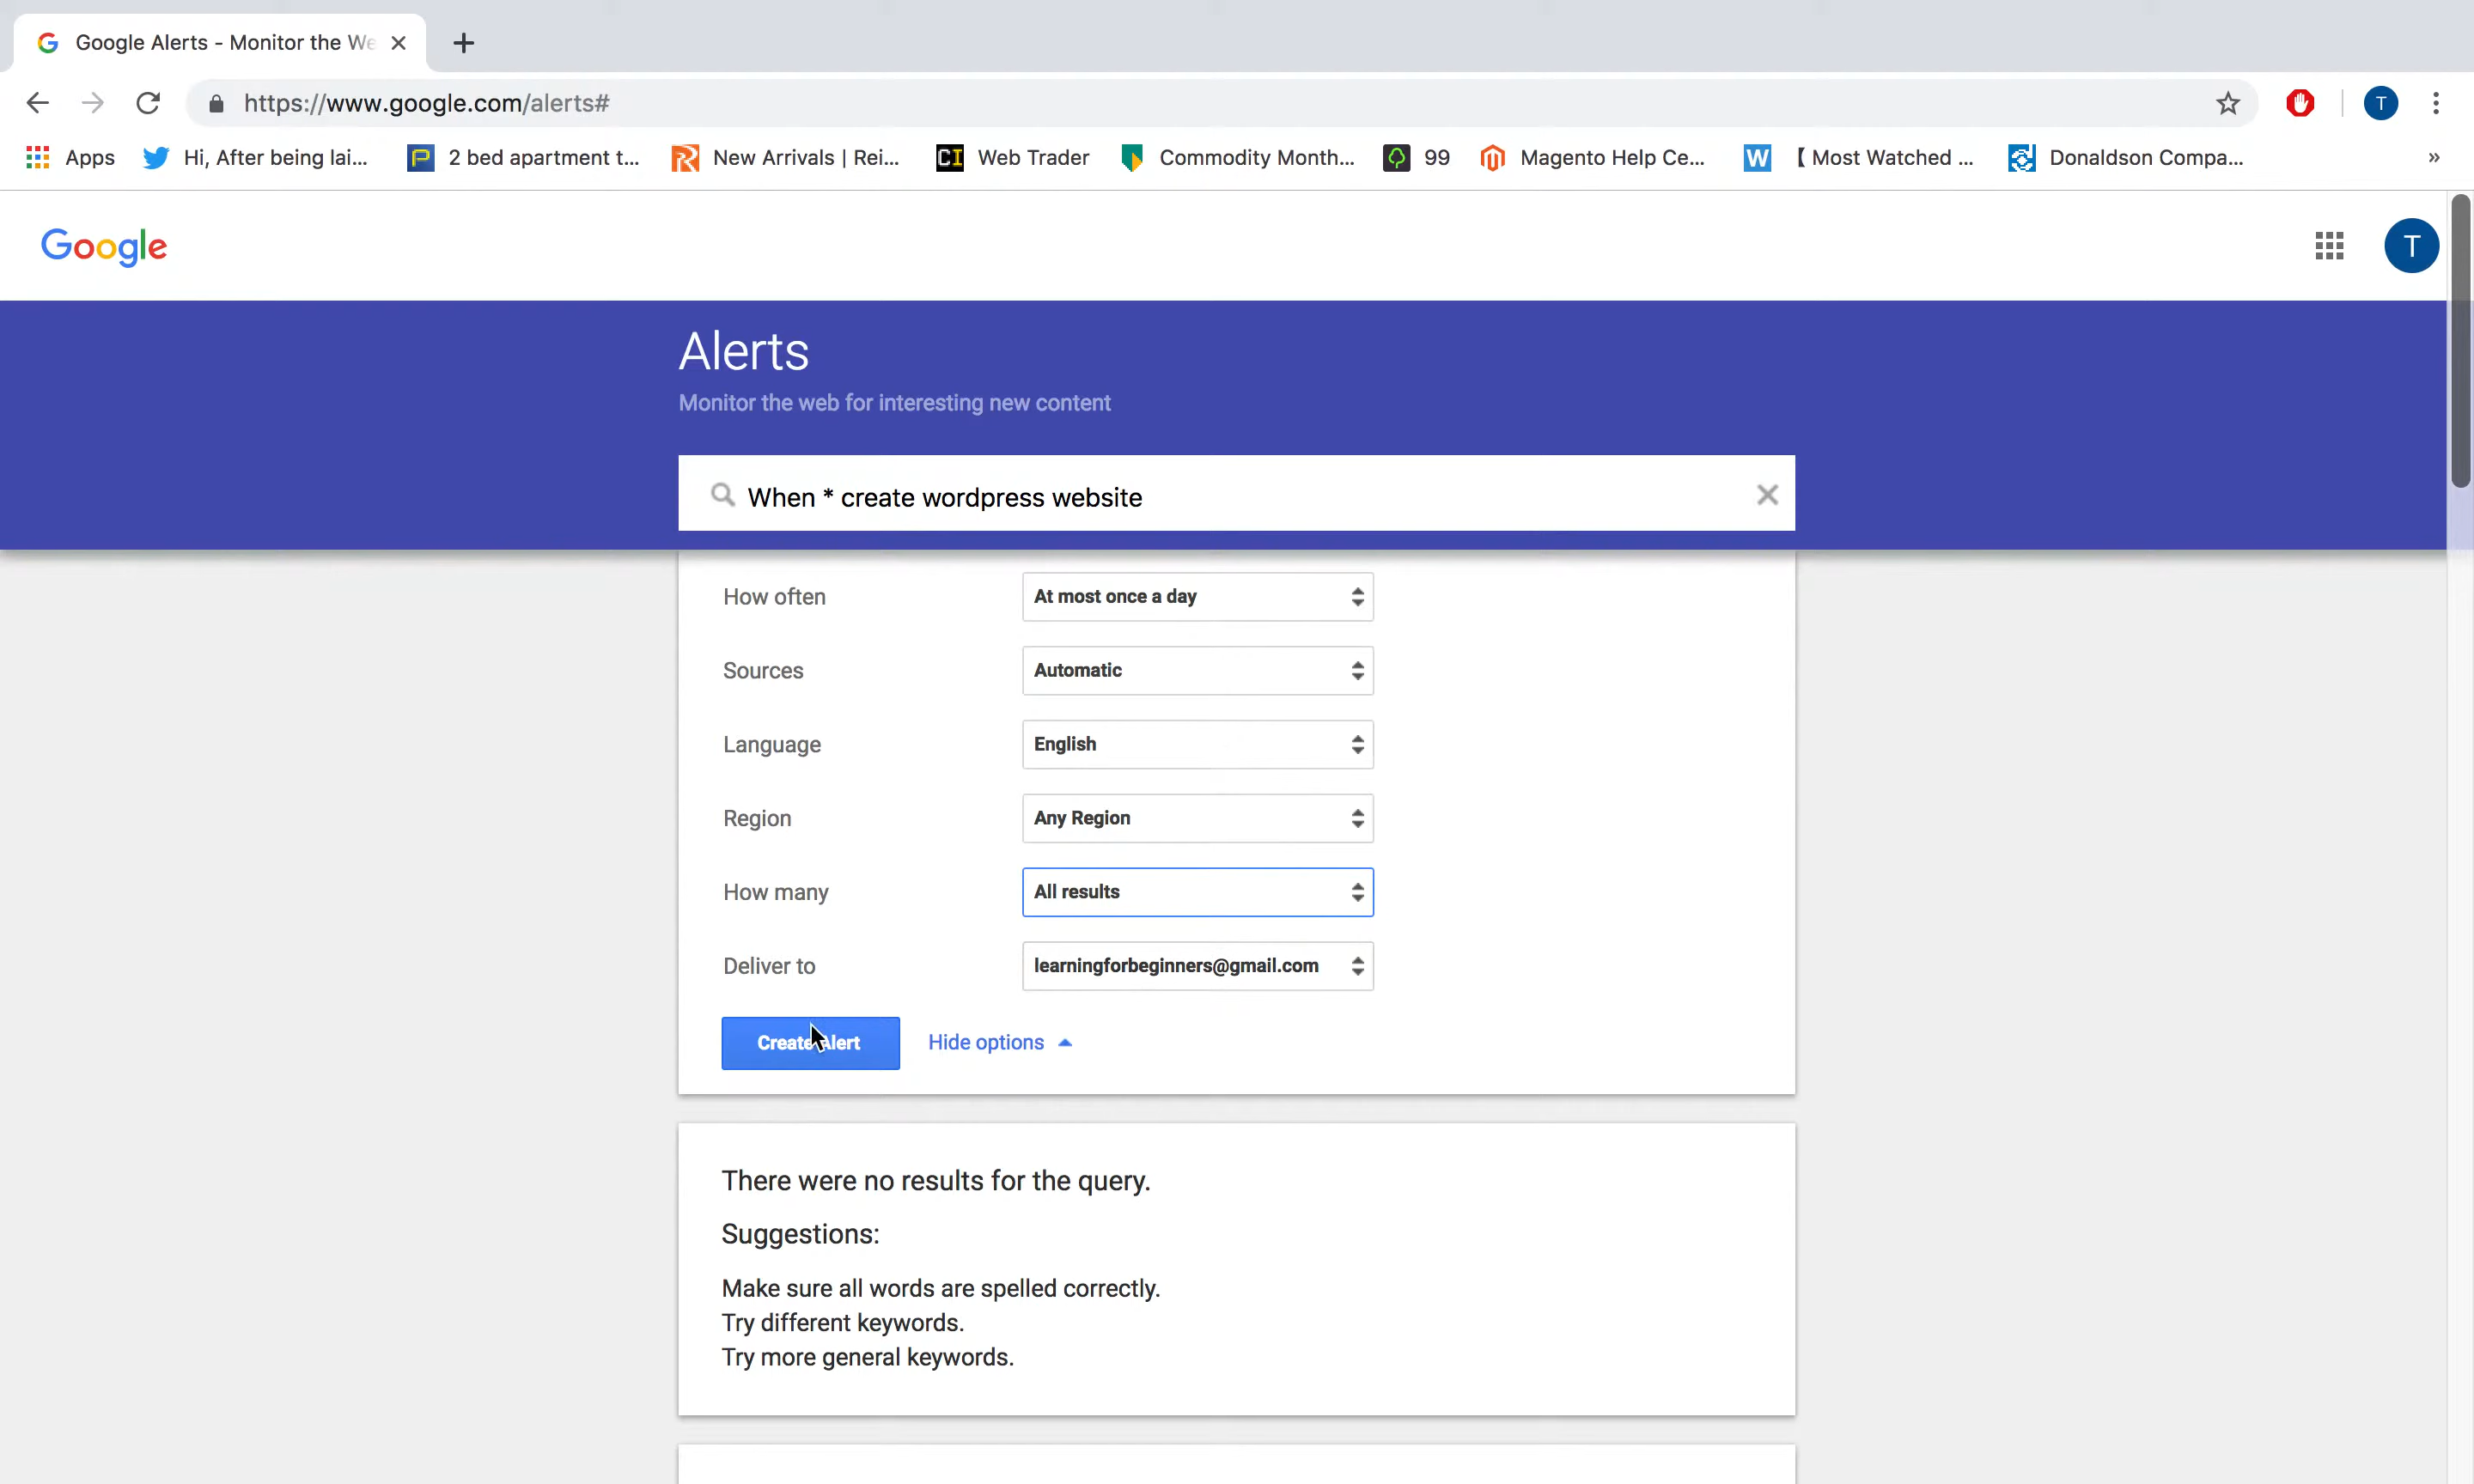 Google Alerts - Monitor the We
https://www.google.com/alerts#
T
Apps
Hi, After being lai...
2 bed apartment t...
New Arrivals | Rei...
CI Web Trader
Commodity Month...
99
Magento Help Ce...
W 【 Most Watched ...
Donaldson Compa...
»
Google
T
Alerts
Monitor the web for interesting new content
When * create wordpress website
How often At most once a day
Sources Automatic
Language English
Region Any Region
How many All results
Deliver to learningforbeginners@gmail.com
Create Alert Hide options
There were no results for the query.
Suggestions:
Make sure all words are spelled correctly.
Try different keywords.
Try more general keywords.